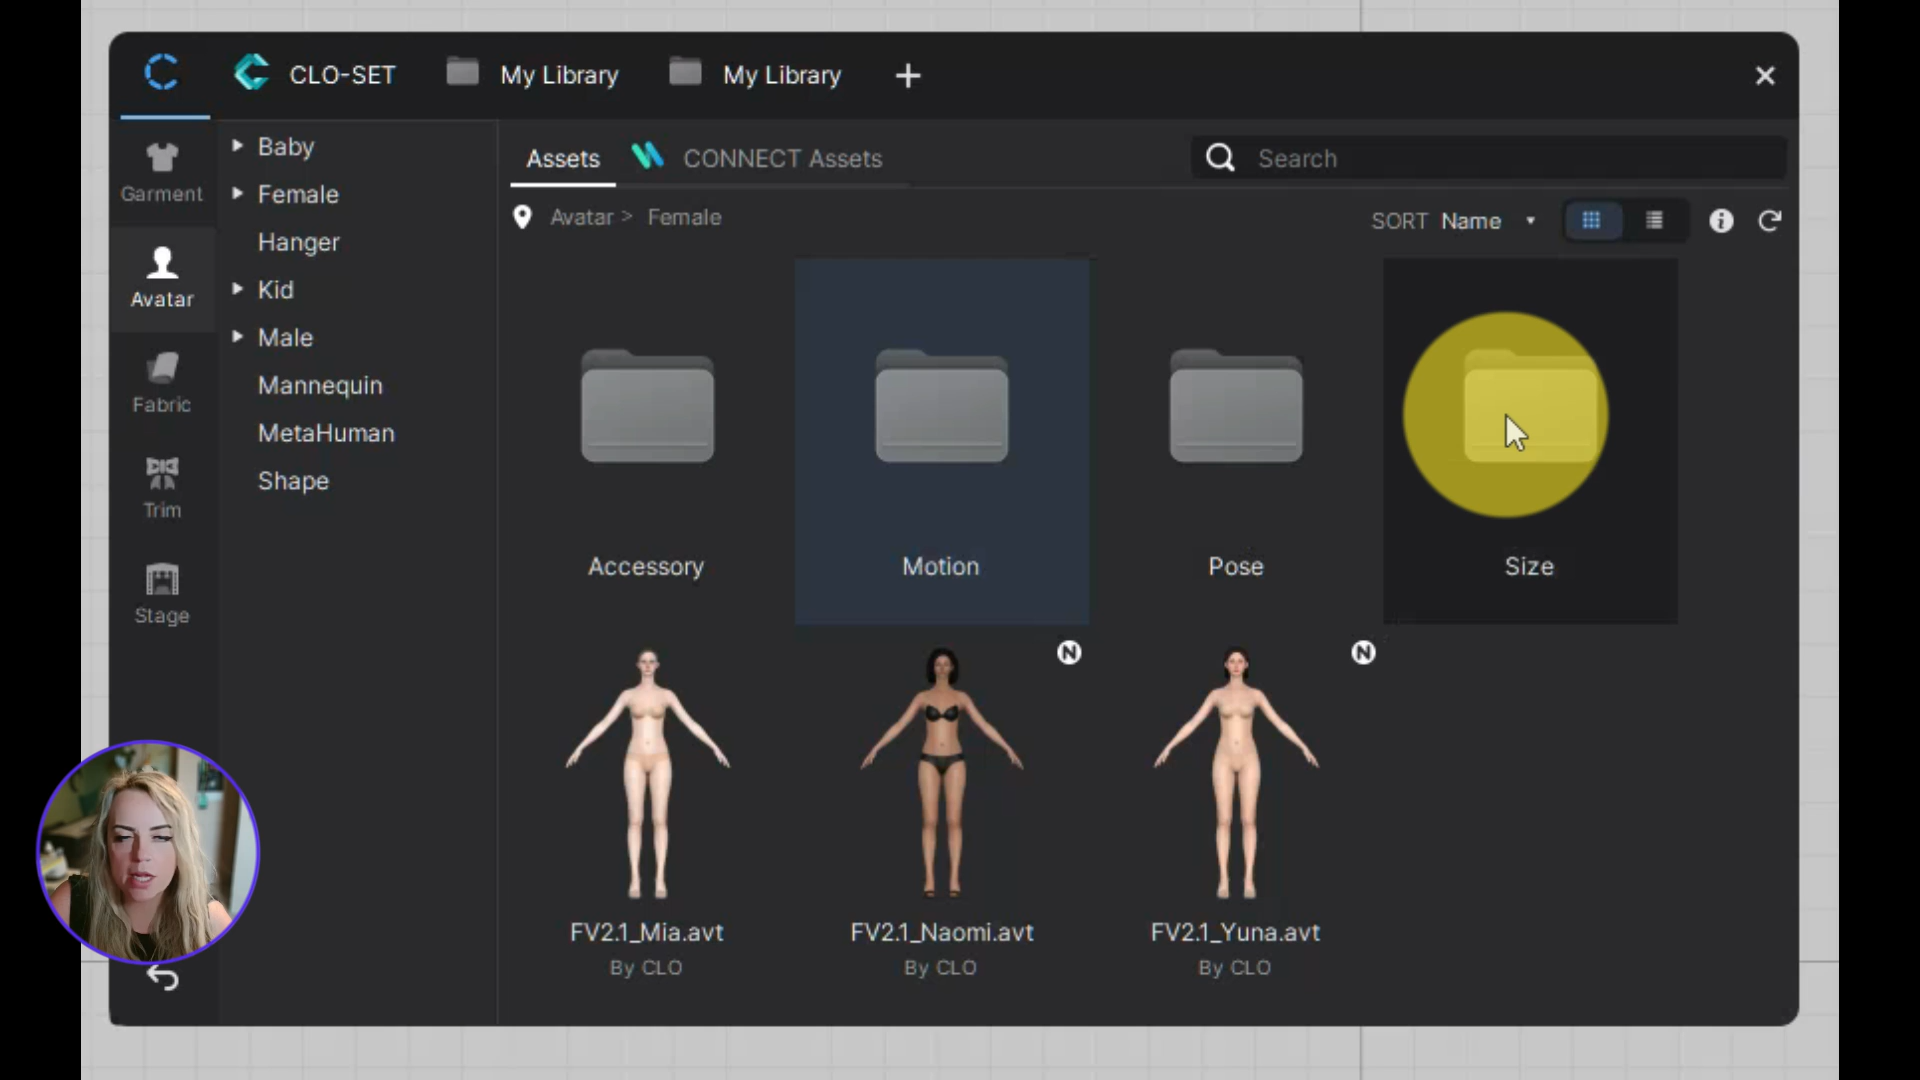 CLO-SET
My Library
My Library
Garment
Avatar
Fabric
Trim
Stage
Baby
Female
Hanger
Kid
Male
Mannequin
MetaHuman
Shape
Assets
CONNECT Assets
Search
Avatar > Female
SORT Name
Accessory
Motion
Pose
Size
N
N
FV2.1_Mia.avt
By CLO
FV2.1_Naomi.avt
By CLO
FV2.1_Yuna.avt
By CLO